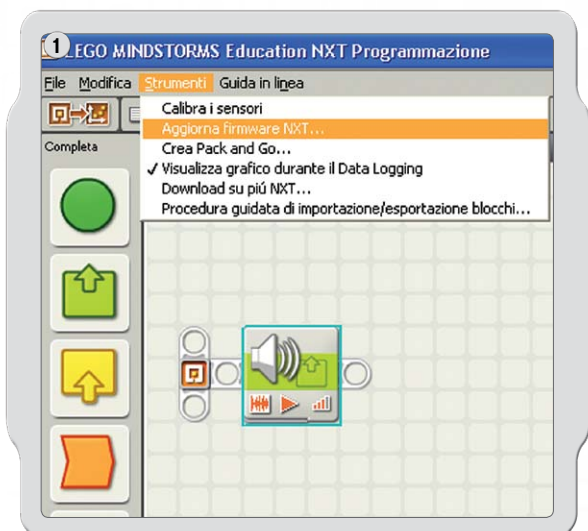 1
LEGO MINDSTORMS Education NXT Programmazione
File Modifica Strumenti Guida in linea
Calibra i sensori
Aggiorna firmware NXT...
Crea Pack and Go...
✓ Visualizza grafico durante il Data Logging
Download su piú NXT...
Procedura guidata di importazione/esportazione blocchi...
Completa